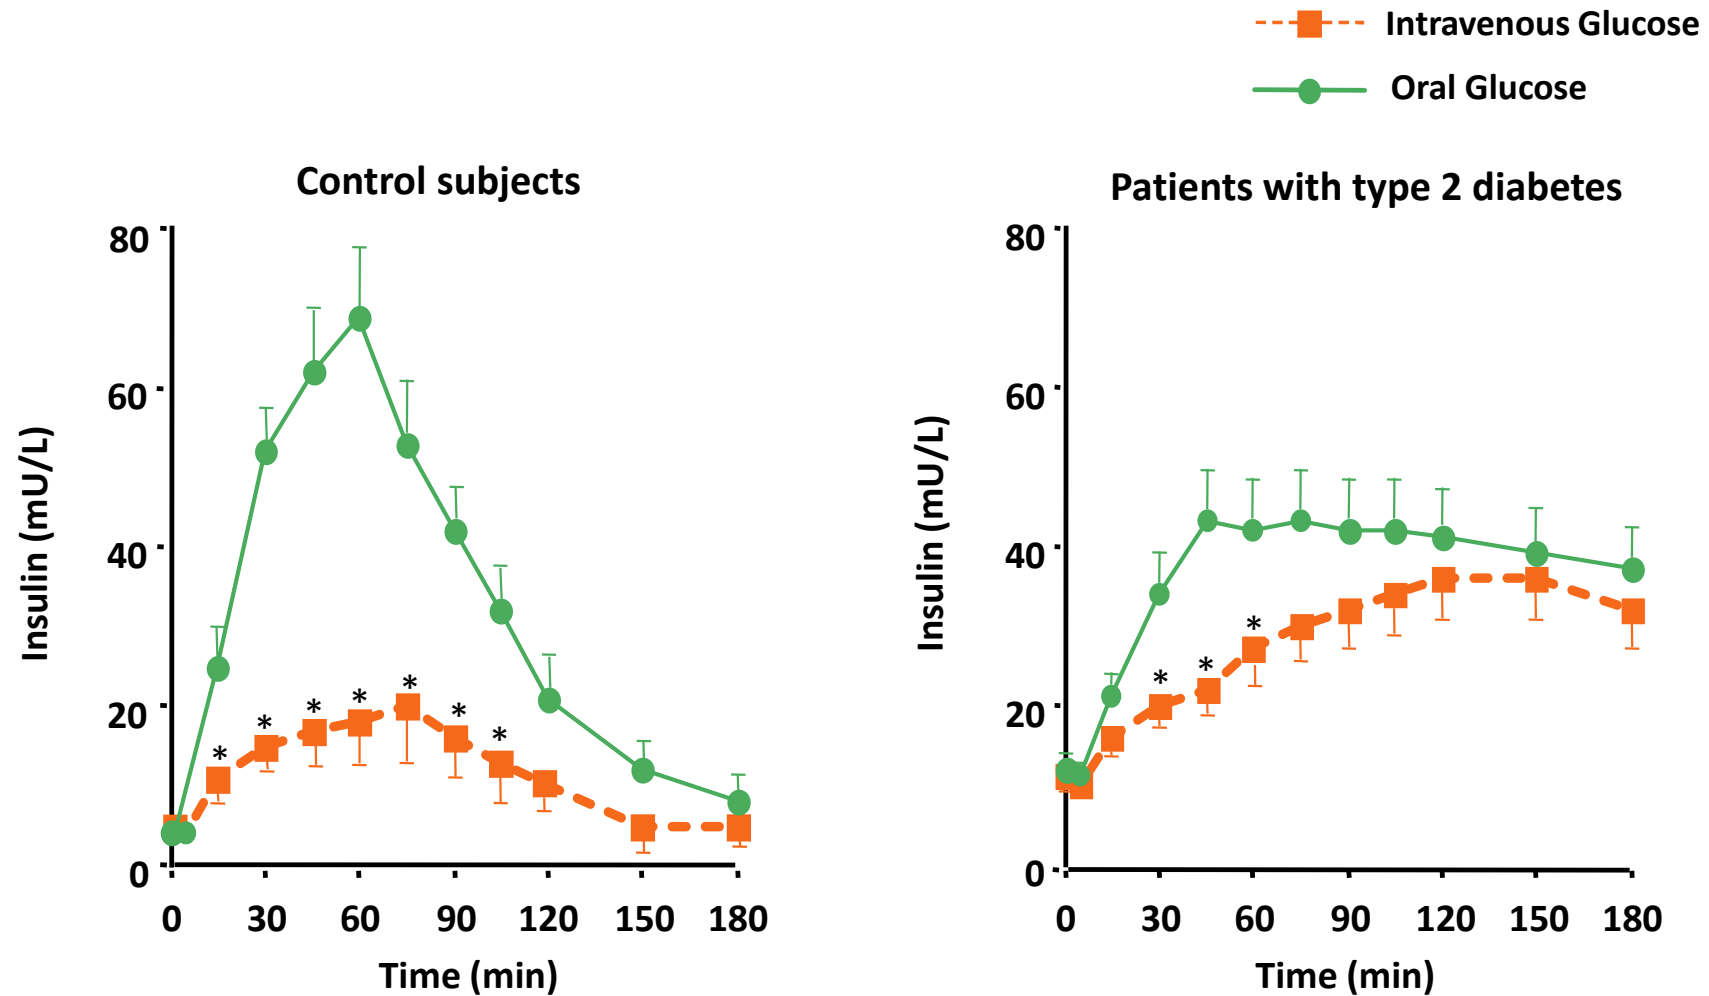 Intravenous Glucose
Oral Glucose
Control subjects
80
60
40
20
0
Insulin (mU/L)
* * * * * * *
0 30 60 90 120 150 180
Time (min)
Patients with type 2 diabetes
80
60
40
20
0
Insulin (mU/L)
* * *
0 30 60 90 120 150 180
Time (min)